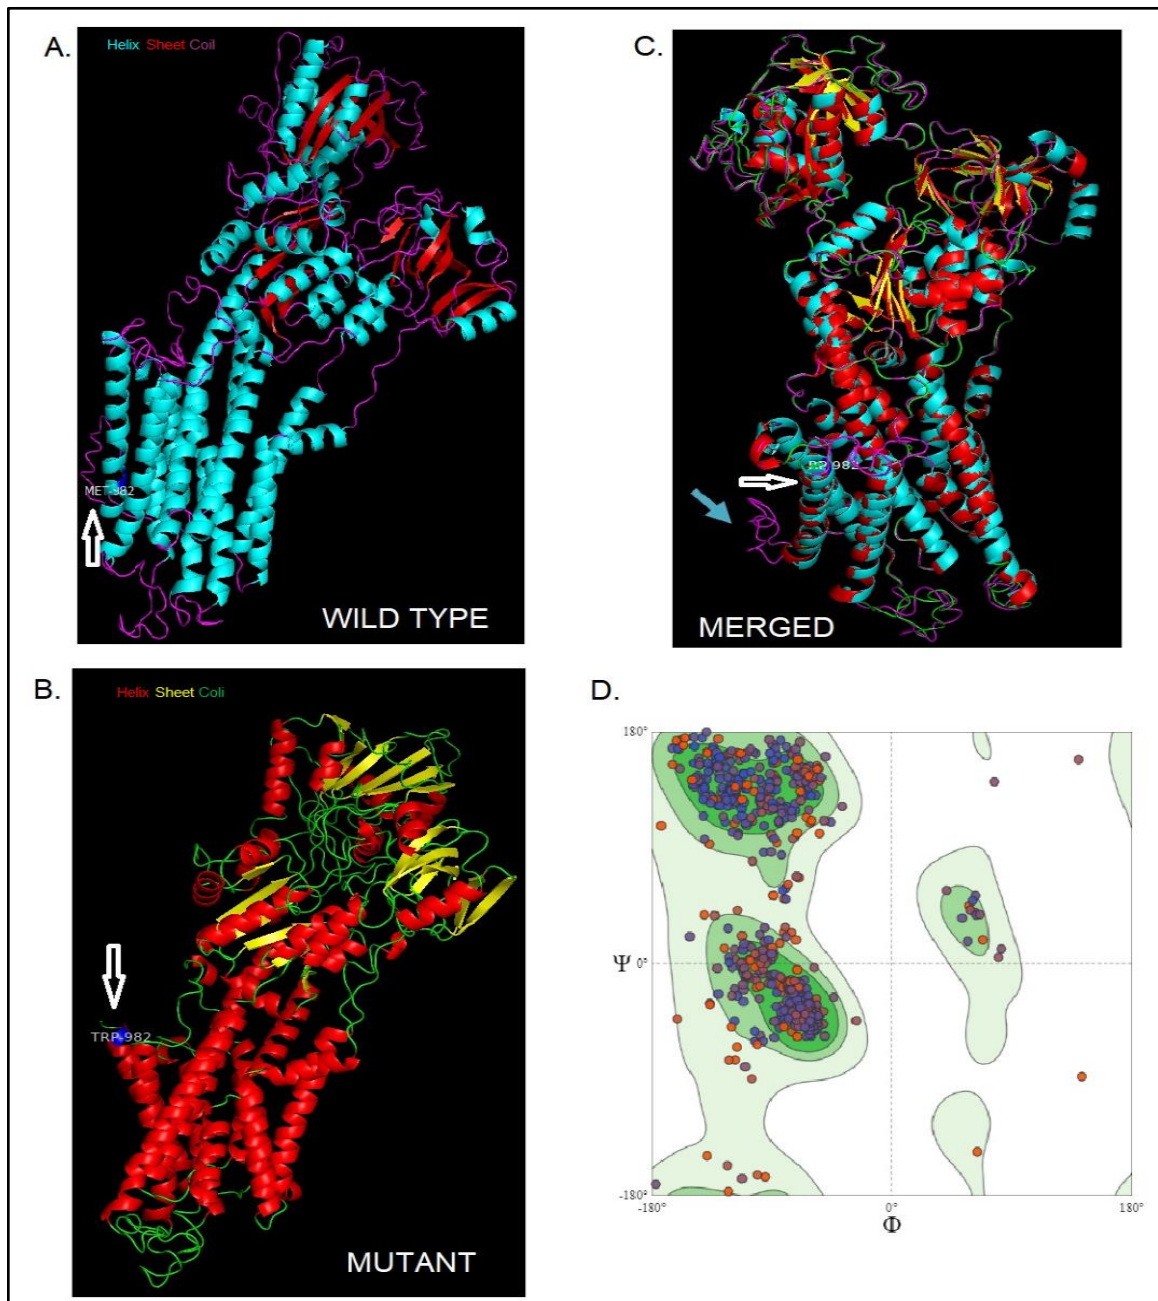 A.
Helix Sheet Coil
MET-982
WILD TYPE
B.
Helix Sheet Coli
TRP-982
MUTANT
C.
MERGED
D.
180°
Ψ 0°
-180°
-180° 0° 180°
Φ